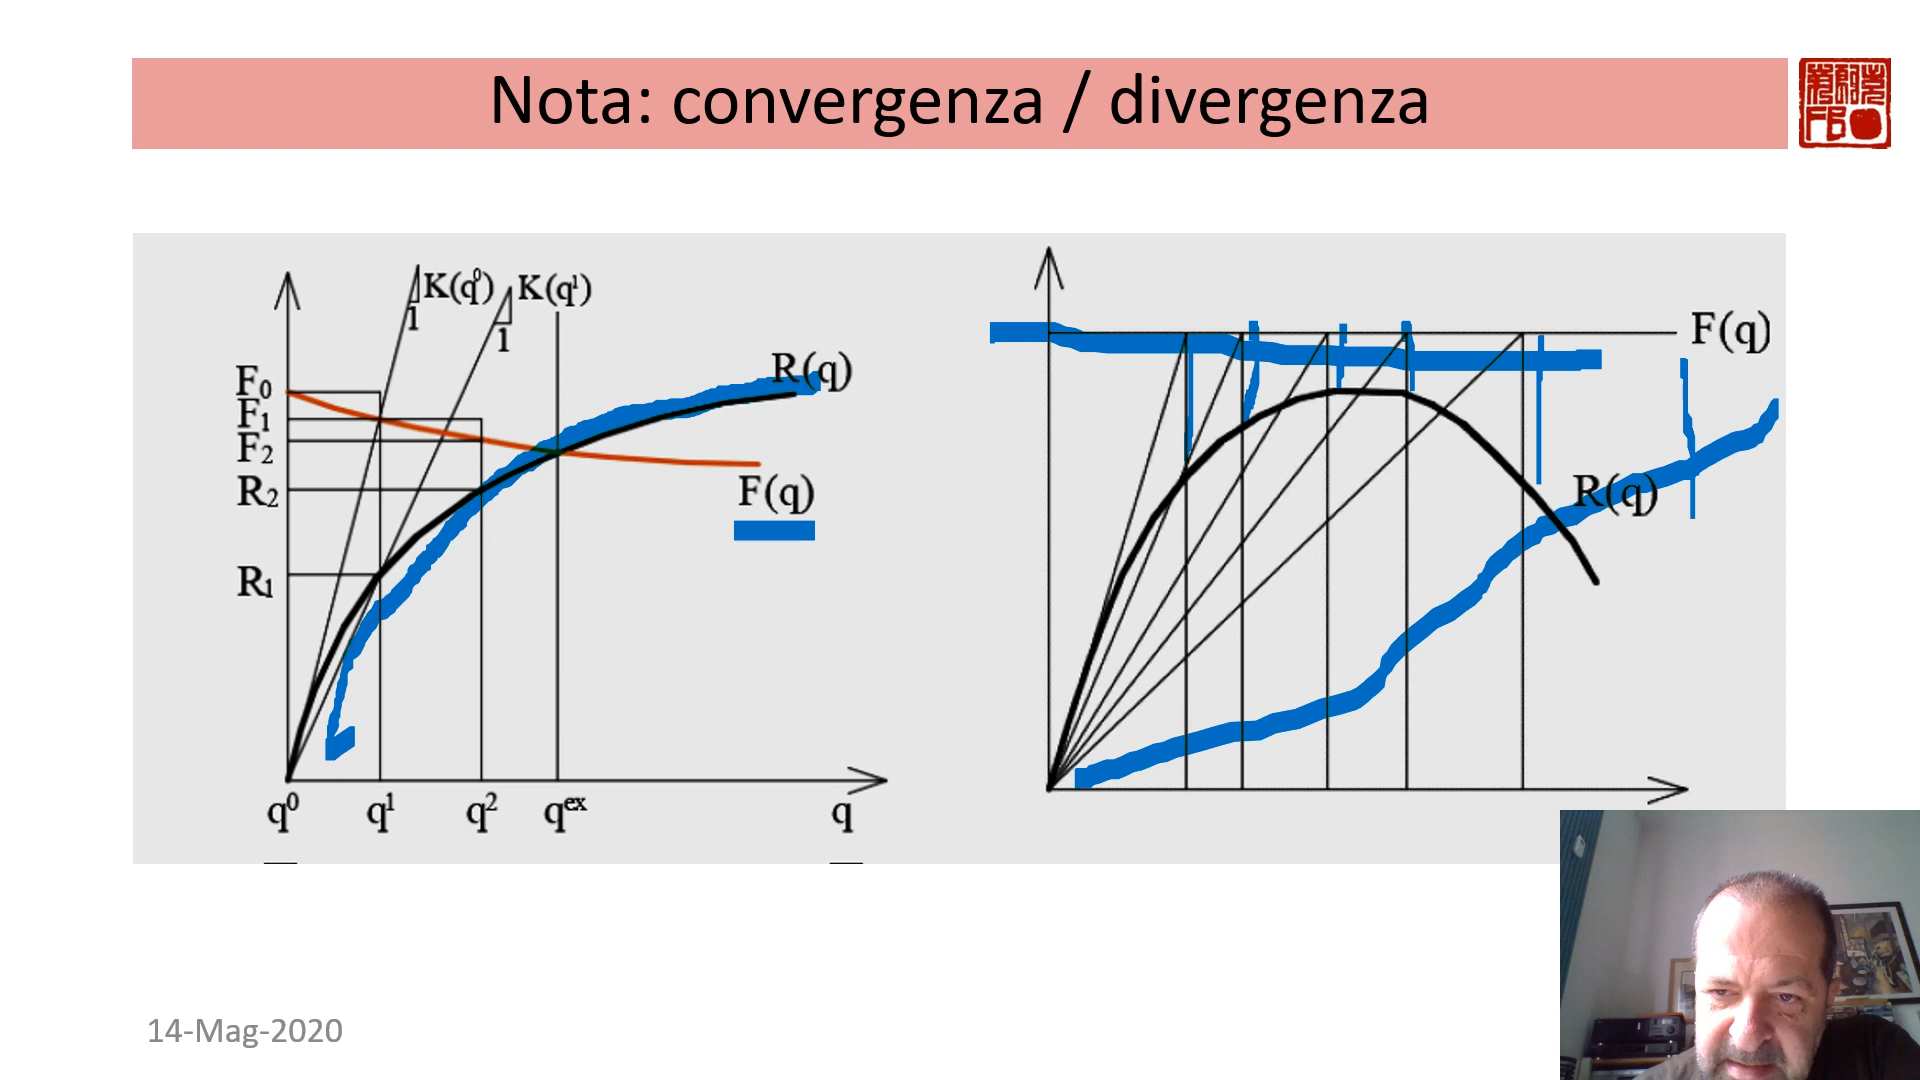 Nota: convergenza / divergenza
K(q⁰)
K(q¹)
1
1
F₀
F₁
F₂
R₂
R₁
R(q)
F(q)
q⁰
q¹
q²
qᵉˣ
q
F(q)
R(q)
14-Mag-2020